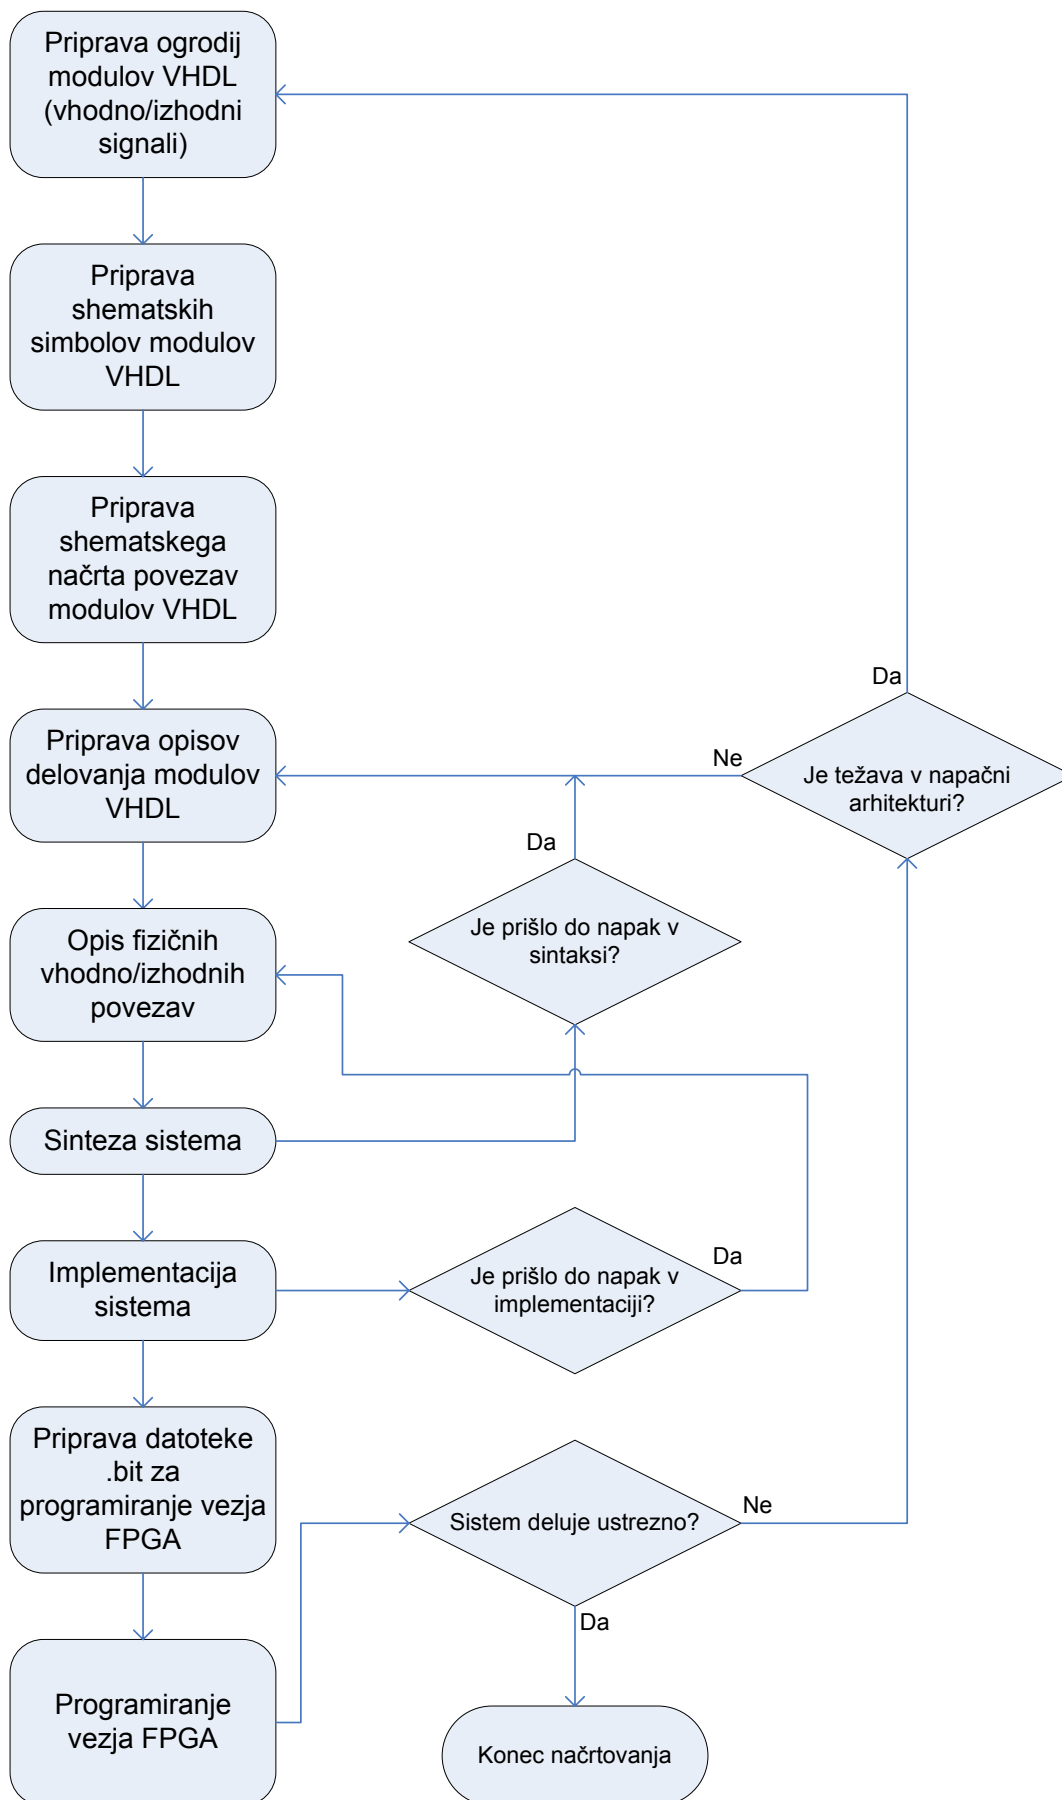 Priprava ogrodij
modulov VHDL
(vhodno/izhodni
signali)
Priprava
shematskih
simbolov modulov
VHDL
Priprava
shematskega
načrta povezav
modulov VHDL
Da
Priprava opisov
delovanja modulov
VHDL
Ne
Je težava v napačni
arhitekturi?
Da
Je prišlo do napak v
sintaksi?
Opis fizičnih
vhodno/izhodnih
povezav
Sinteza sistema
Implementacija
sistema
Je prišlo do napak v
implementaciji?
Da
Priprava datoteke
.bit za
programiranje vezja
FPGA
Sistem deluje ustrezno?
Ne
Da
Programiranje
vezja FPGA
Konec načrtovanja